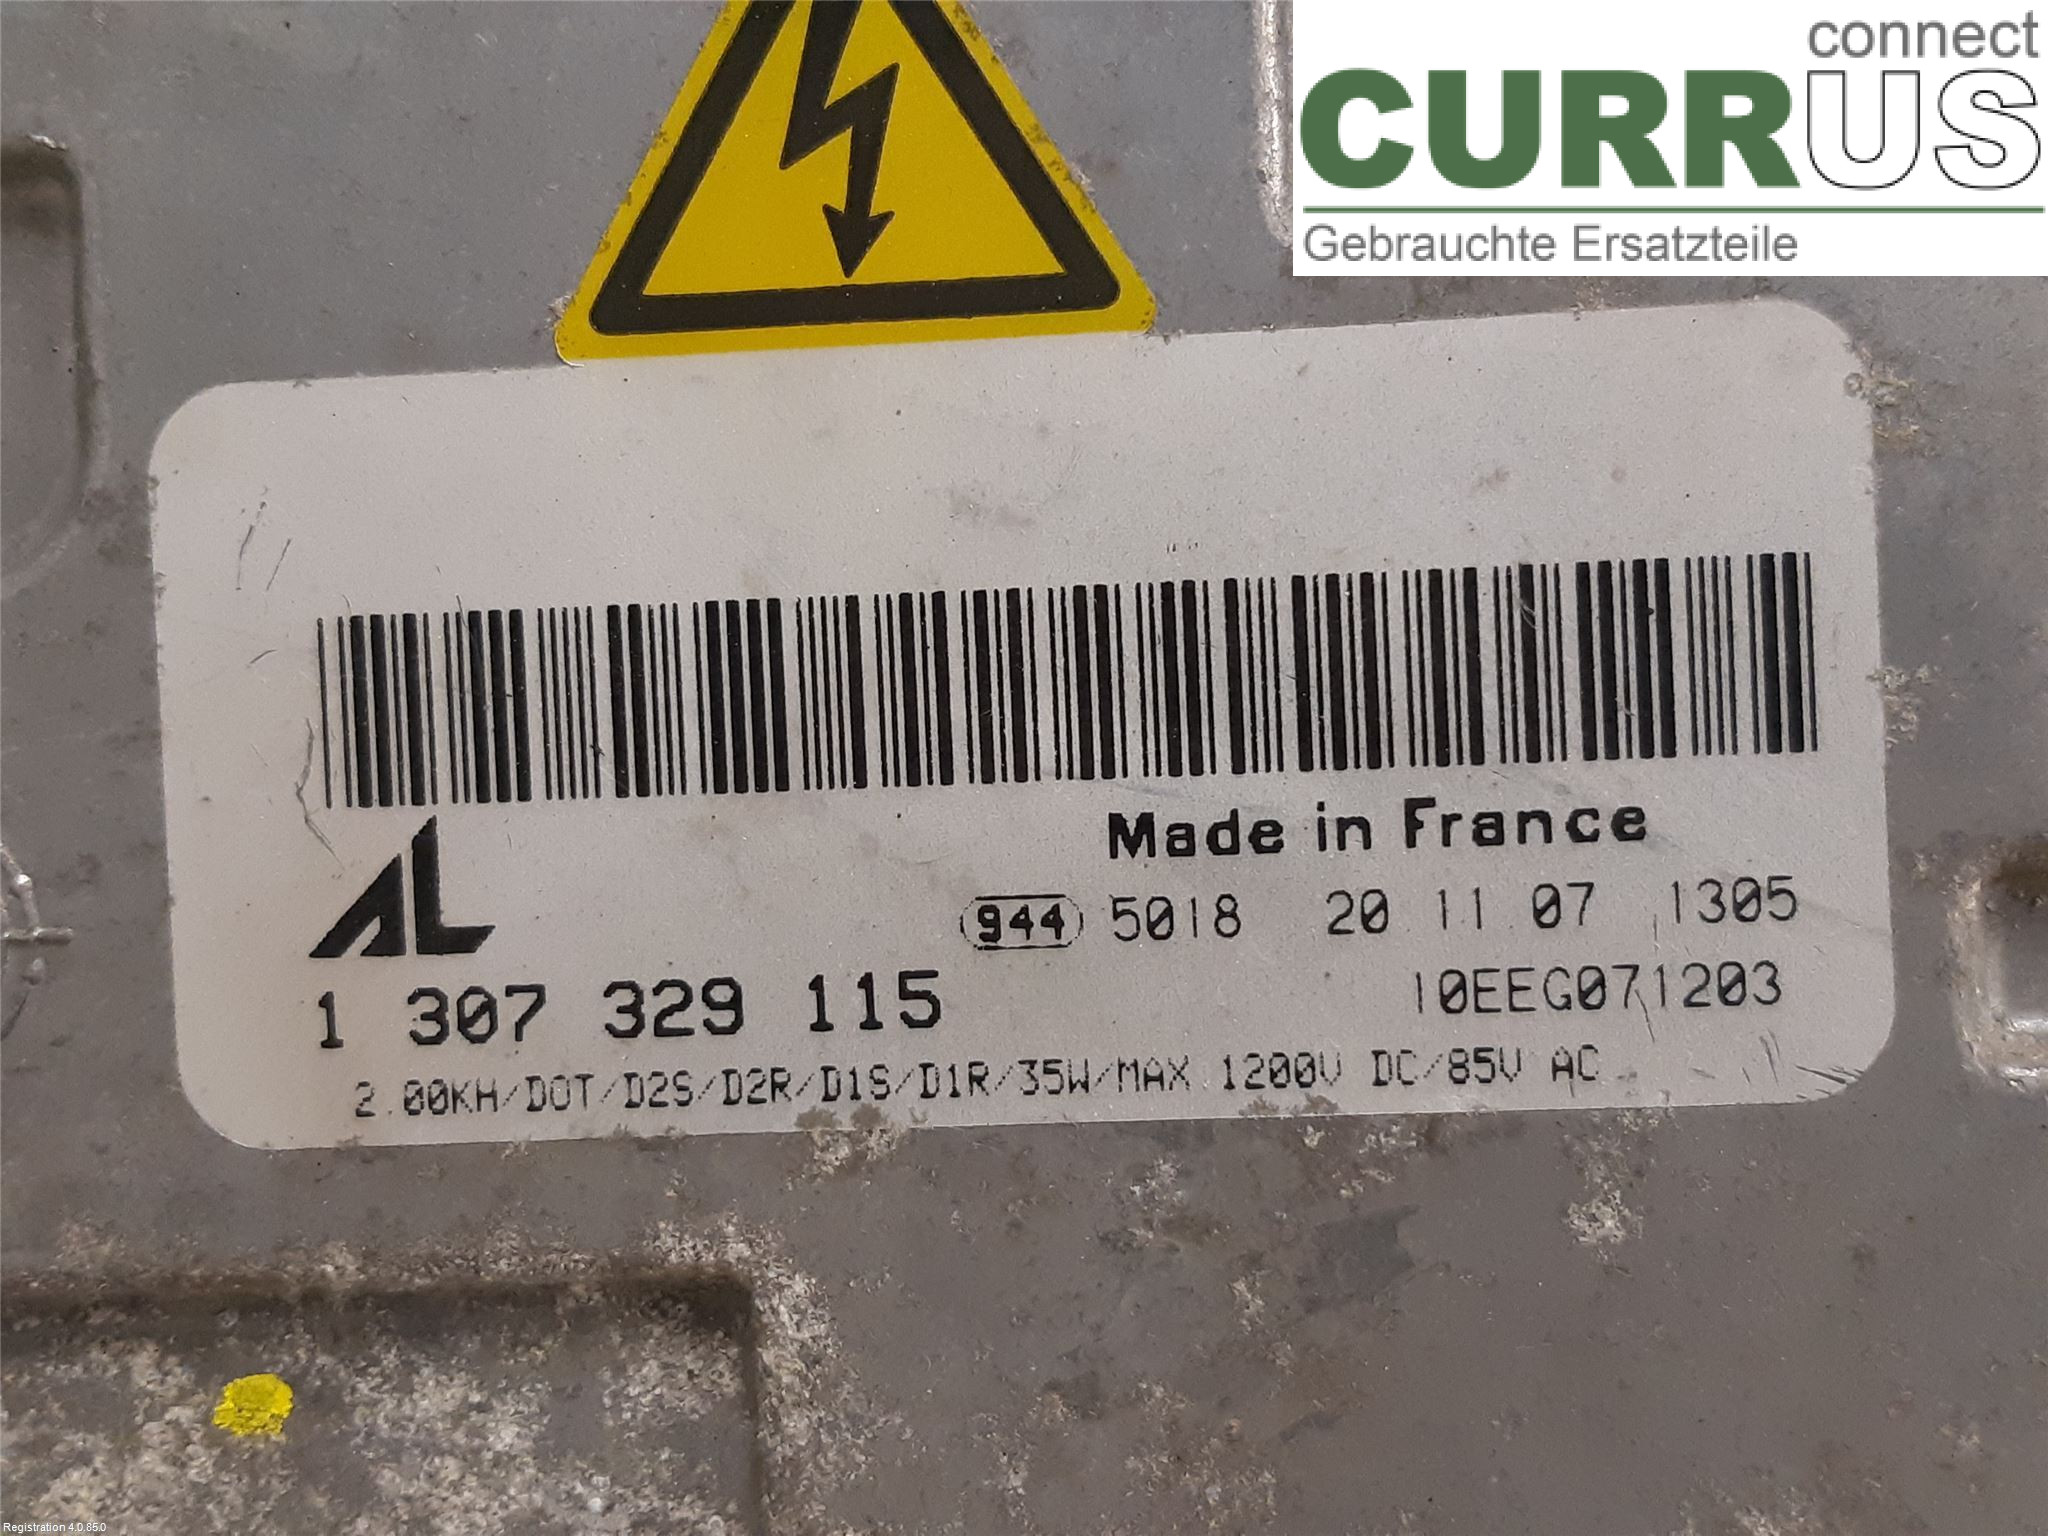 connect
CURRUS
Gebrauchte Ersatzteile
Made in France
944 5018 20 11 07 1305
AL
1 307 329 115 10EEG071203
2.00KH/DOT/D2S/D2R/D1S/D1R/35W/MAX 1200V DC/85V AC
Registration 4.0.85.0